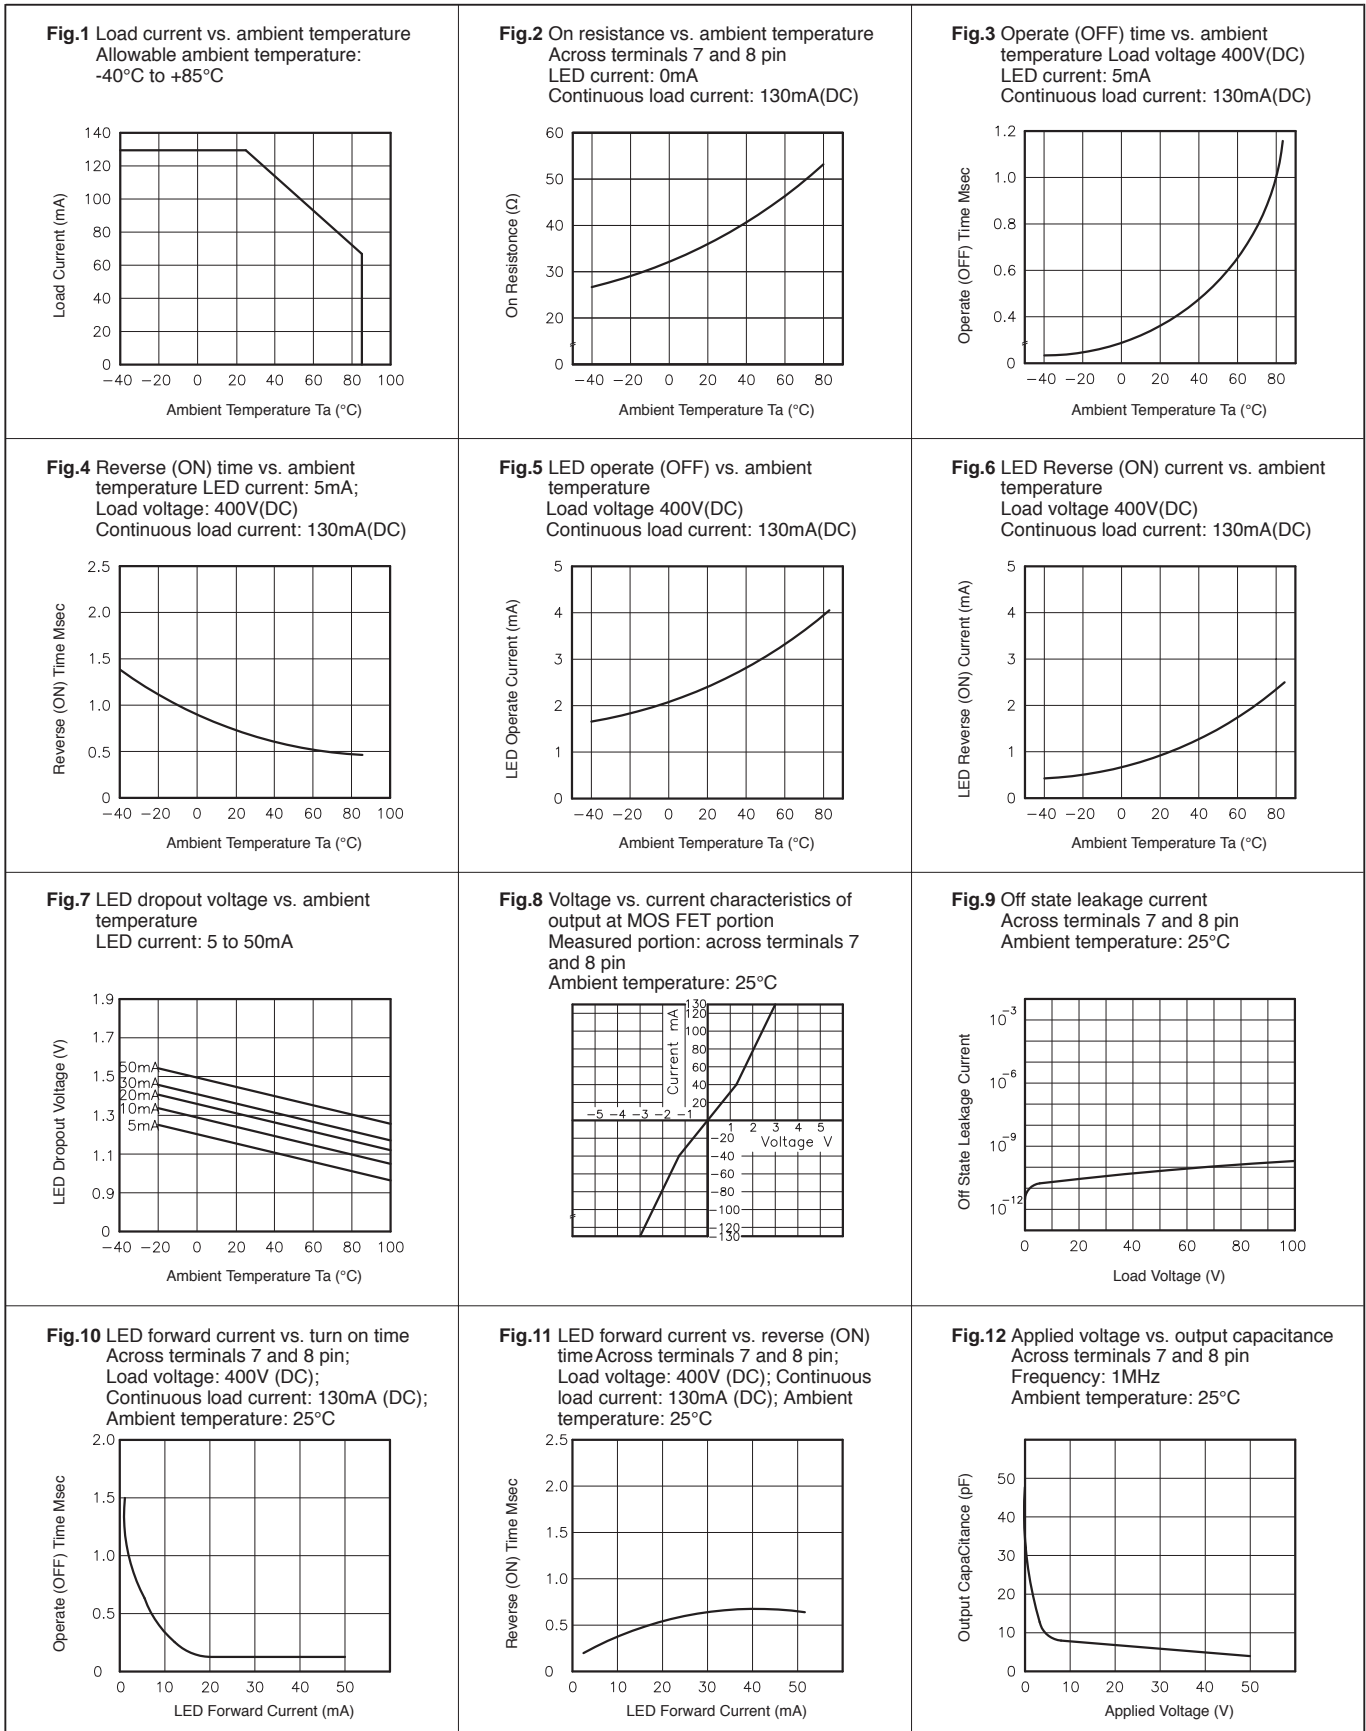 Fig.1 Load current vs. ambient temperature
Allowable ambient temperature:
-40°C to +85°C
Load Current (mA)
140
120
100
80
60
40
20
0
−40 −20 0 20 40 60 80 100
Ambient Temperature Ta (°C)
Fig.2 On resistance vs. ambient temperature
Across terminals 7 and 8 pin
LED current: 0mA
Continuous load current: 130mA(DC)
On Resistonce (Ω)
60
50
40
30
20
0
−40 −20 0 20 40 60 80
Ambient Temperature Ta (°C)
Fig.3 Operate (OFF) time vs. ambient
temperature Load voltage 400V(DC)
LED current: 5mA
Continuous load current: 130mA(DC)
Operate (OFF) Time Msec
1.2
1.0
0.8
0.6
0.4
0
−40 −20 0 20 40 60 80
Ambient Temperature Ta (°C)
Fig.4 Reverse (ON) time vs. ambient
temperature LED current: 5mA;
Load voltage: 400V(DC)
Continuous load current: 130mA(DC)
Reverse (ON) Time Msec
2.5
2.0
1.5
1.0
0.5
0
−40 −20 0 20 40 60 80 100
Ambient Temperature Ta (°C)
Fig.5 LED operate (OFF) vs. ambient
temperature
Load voltage 400V(DC)
Continuous load current: 130mA(DC)
LED Operate Current (mA)
5
4
3
2
1
0
−40 −20 0 20 40 60 80
Ambient Temperature Ta (°C)
Fig.6 LED Reverse (ON) current vs. ambient
temperature
Load voltage 400V(DC)
Continuous load current: 130mA(DC)
LED Reverse (ON) Current (mA)
5
4
3
2
1
0
−40 −20 0 20 40 60 80
Ambient Temperature Ta (°C)
Fig.7 LED dropout voltage vs. ambient
temperature
LED current: 5 to 50mA
LED Dropout Voltage (V)
1.9
1.7
1.5
1.3
1.1
0.9
0
50mA
30mA
20mA
10mA
5mA
−40 −20 0 20 40 60 80 100
Ambient Temperature Ta (°C)
Fig.8 Voltage vs. current characteristics of
output at MOS FET portion
Measured portion: across terminals 7
and 8 pin
Ambient temperature: 25°C
Current mA
130
120
100
80
60
40
20
−5 −4 −3 −2 −1
1 2 3 4 5
Voltage V
−20
−40
−60
−80
−100
−120
−130
Fig.9 Off state leakage current
Across terminals 7 and 8 pin
Ambient temperature: 25°C
Off State Leakage Current
10−3
10−6
10−9
10−12
0 20 40 60 80 100
Load Voltage (V)
Fig.10 LED forward current vs. turn on time
Across terminals 7 and 8 pin;
Load voltage: 400V (DC);
Continuous load current: 130mA (DC);
Ambient temperature: 25°C
Operate (OFF) Time Msec
2.0
1.5
1.0
0.5
0
0 10 20 30 40 50
LED Forward Current (mA)
Fig.11 LED forward current vs. reverse (ON)
timeAcross terminals 7 and 8 pin;
Load voltage: 400V (DC); Continuous
load current: 130mA (DC); Ambient
temperature: 25°C
Reverse (ON) Time Msec
2.5
2.0
1.5
1.0
0.5
0
0 10 20 30 40 50
LED Forward Current (mA)
Fig.12 Applied voltage vs. output capacitance
Across terminals 7 and 8 pin
Frequency: 1MHz
Ambient temperature: 25°C
Output CapaCitance (pF)
50
40
30
20
10
0
0 10 20 30 40 50
Applied Voltage (V)